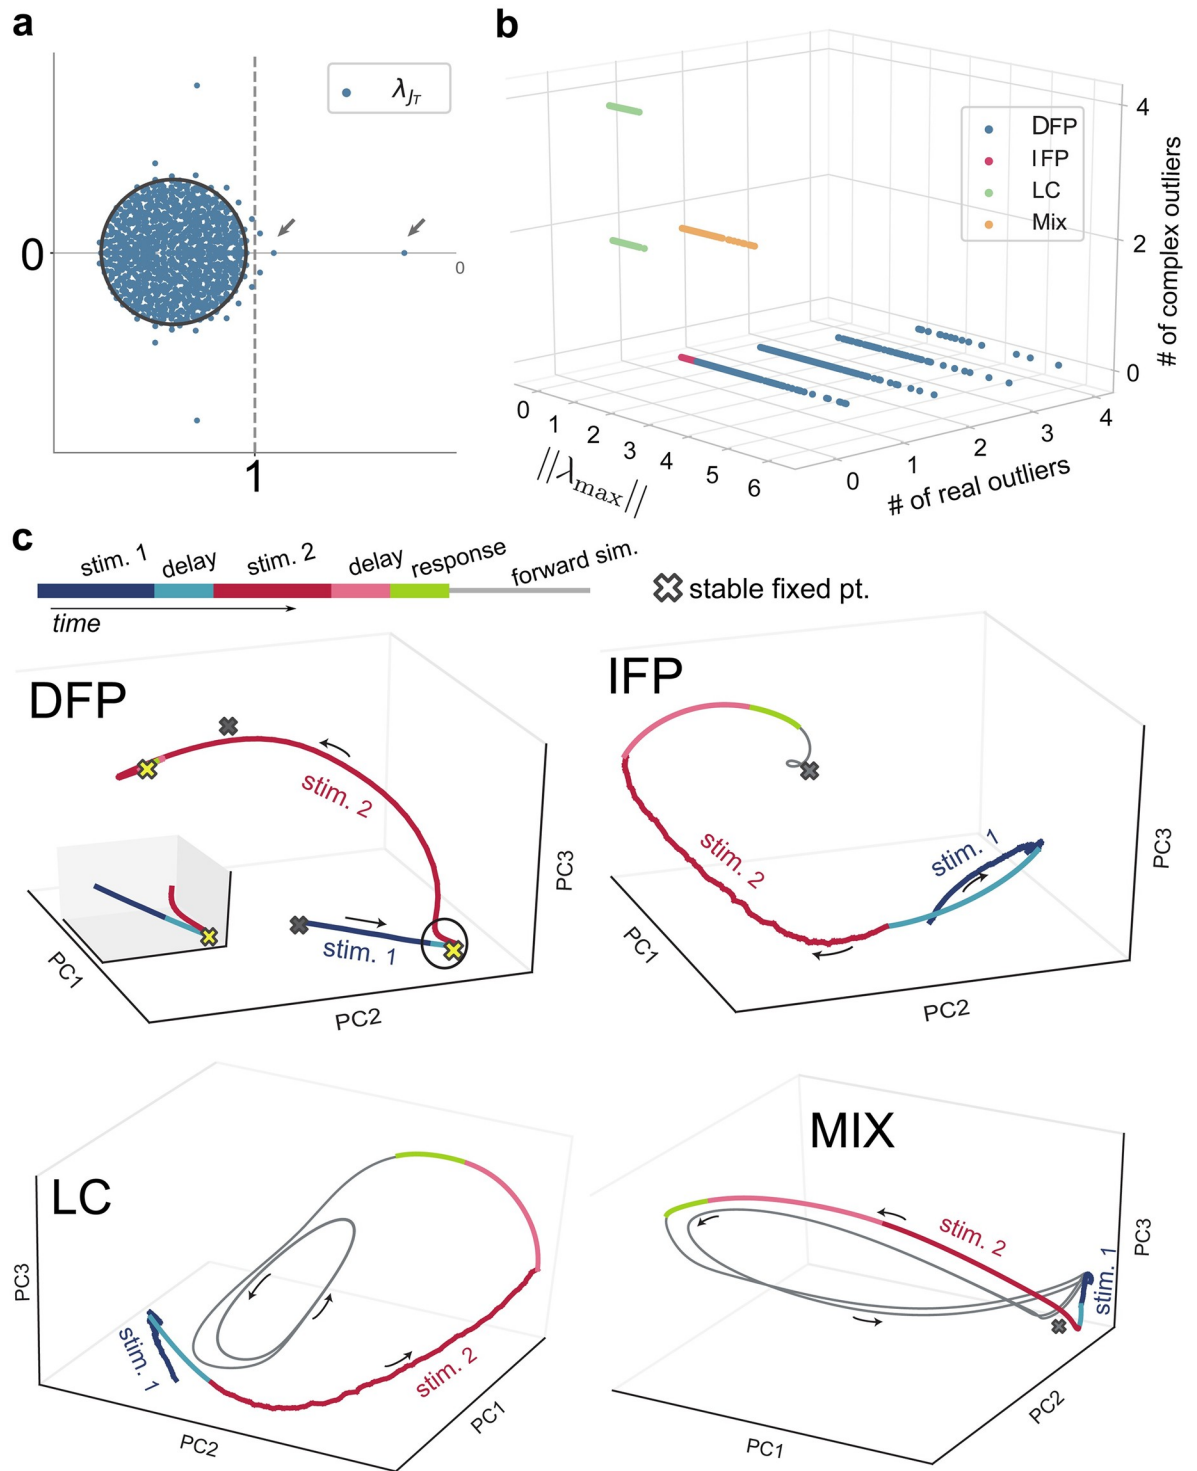 a
λ_{J_T}
0
0
1
b
DFP
IFP
LC
Mix
4
2
0
# of complex outliers
0
1
2
3
4
5
6
||λ_max||
0
1
2
3
4
# of real outliers
c
stim. 1
delay
stim. 2
delay
response
forward sim.
time
stable fixed pt.
DFP
stim. 2
stim. 1
PC1
PC2
PC3
IFP
stim. 2
stim. 1
PC1
PC2
PC3
LC
stim. 1
stim. 2
PC3
PC2
PC1
MIX
stim. 2
stim. 1
PC3
PC2
PC1